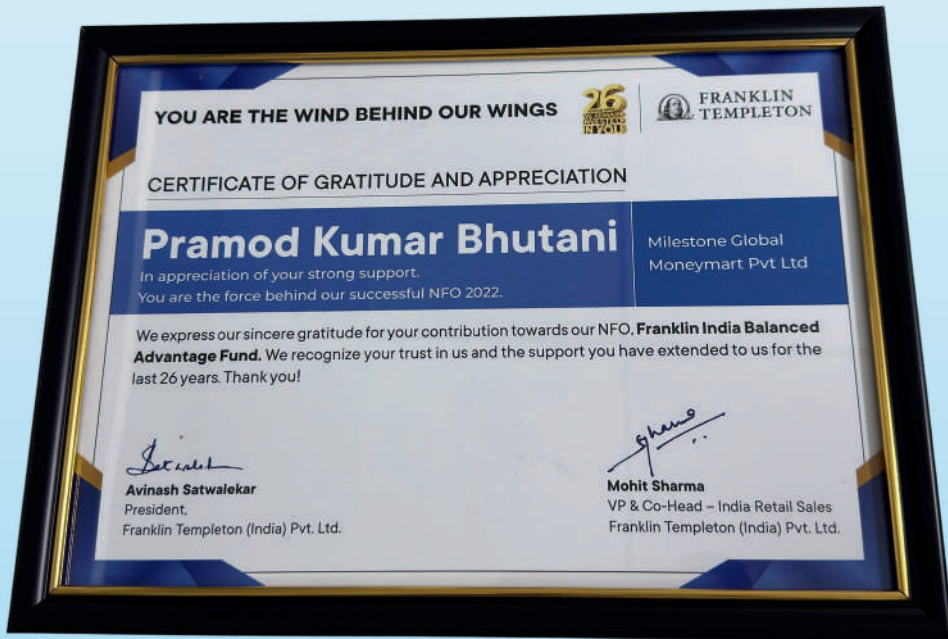 YOU ARE THE WIND BEHIND OUR WINGS
26
INVESTED
IN YOU
FRANKLIN
TEMPLETON
CERTIFICATE OF GRATITUDE AND APPRECIATION
Pramod Kumar Bhutani
In appreciation of your strong support.
You are the force behind our successful NFO 2022.
Milestone Global
Moneymart Pvt Ltd
We express our sincere gratitude for your contribution towards our NFO, Franklin India Balanced
Advantage Fund. We recognize your trust in us and the support you have extended to us for the
last 26 years. Thank you!
Avinash Satwalekar
President,
Franklin Templeton (India) Pvt. Ltd.
Mohit Sharma
VP & Co-Head – India Retail Sales
Franklin Templeton (India) Pvt. Ltd.